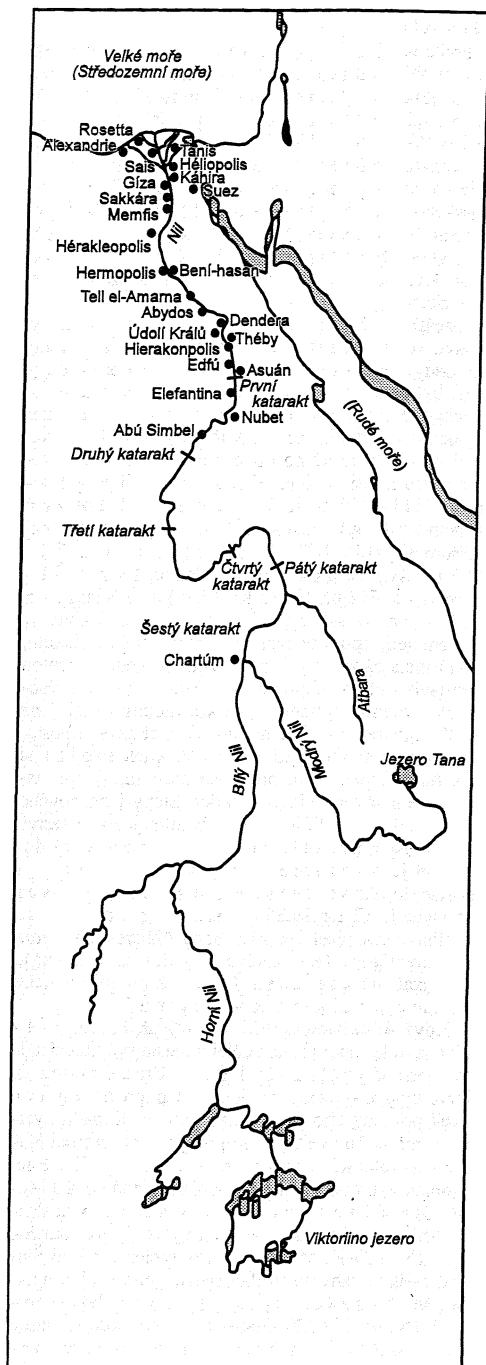 Velké moře
(Středozemní moře)
Rosetta
Alexandrie
Tanis
Sais
Héliopolis
Gíza
Káhira
Suez
Sakkára
Memfis
Nil
Hérakleopolis
Hermopolis
Bení-hasan
Tell el-Amarna
Abydos
Dendera
Údolí Králů
Théby
Hierakonpolis
Edfú
Asuán
První
katarakt
Elefantina
Nubet
(Rudé moře)
Abú Simbel
Druhý katarakt
Třetí katarakt
Čtvrtý
katarakt
Pátý katarakt
Šestý katarakt
Chartúm
Atbara
Modrý Nil
Bílý Nil
Jezero Tana
Horní Nil
Viktoriino jezero